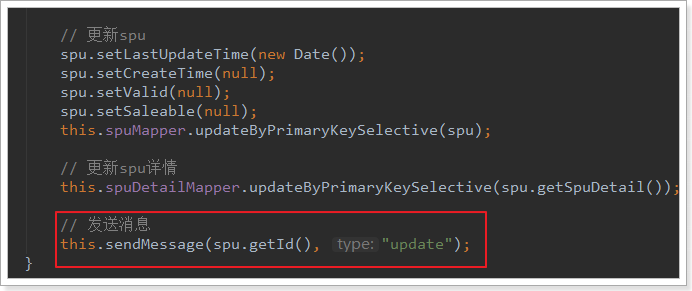 // 更新spu
spu.setLastUpdateTime(new Date());
spu.setCreateTime(null);
spu.setValid(null);
spu.setSaleable(null);
this.spuMapper.updateByPrimaryKeySelective(spu);
// 更新spu详情
this.spuDetailMapper.updateByPrimaryKeySelective(spu.getSpuDetail());
// 发送消息
this.sendMessage(spu.getId(), type: "update");
}